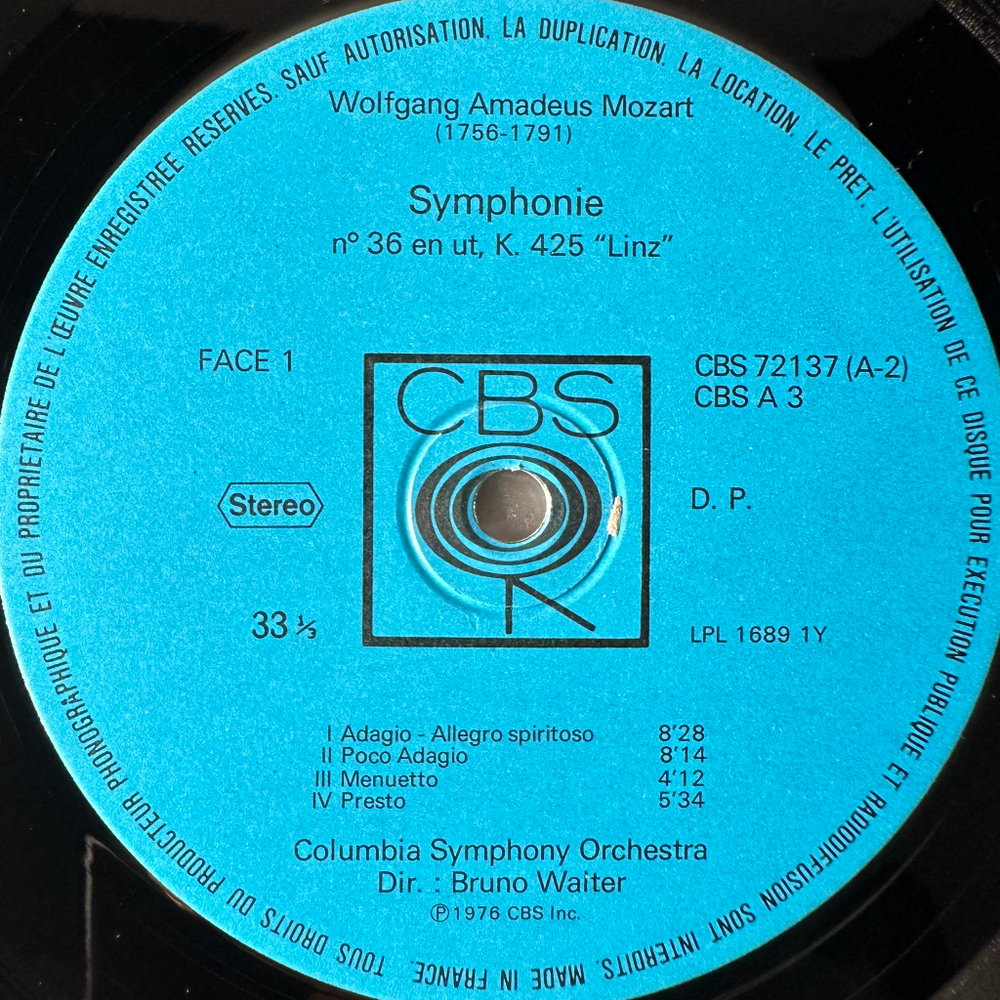 TOUS DROITS DU PRODUCTEUR PHONOGRAPHIQUE ET DU PROPRIETAIRE DE L'ŒUVRE ENREGISTREE RESERVES. SAUF AUTORISATION, LA DUPLICATION, LA LOCATION, LE PRET, L'UTILISATION DE CE DISQUE POUR EXECUTION PUBLIQUE ET RADIODIFFUSION SONT INTERDITS. MADE IN FRANCE.
Wolfgang Amadeus Mozart
(1756-1791)
Symphonie
n° 36 en ut, K. 425 “Linz”
FACE 1
CBS
CBS 72137 (A-2)
CBS A 3
Stereo
D. P.
33 ⅓
LPL 1689 1Y
I Adagio - Allegro spiritoso 8'28
II Poco Adagio 8'14
III Menuetto 4'12
IV Presto 5'34
Columbia Symphony Orchestra
Dir. : Bruno Waiter
℗ 1976 CBS Inc.